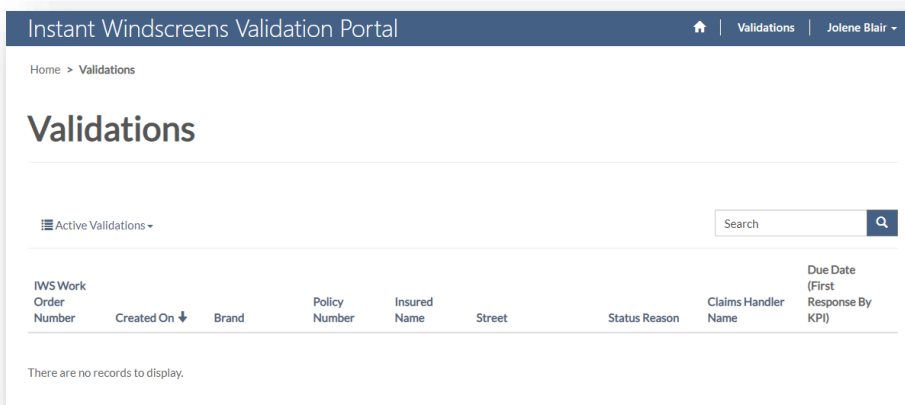 Instant Windscreens Validation Portal
Validations
Jolene Blair
Home > Validations
Validations
Active Validations
Search
IWS Work Order Number
Created On
Brand
Policy Number
Insured Name
Street
Status Reason
Claims Handler Name
Due Date (First Response By KPI)
There are no records to display.